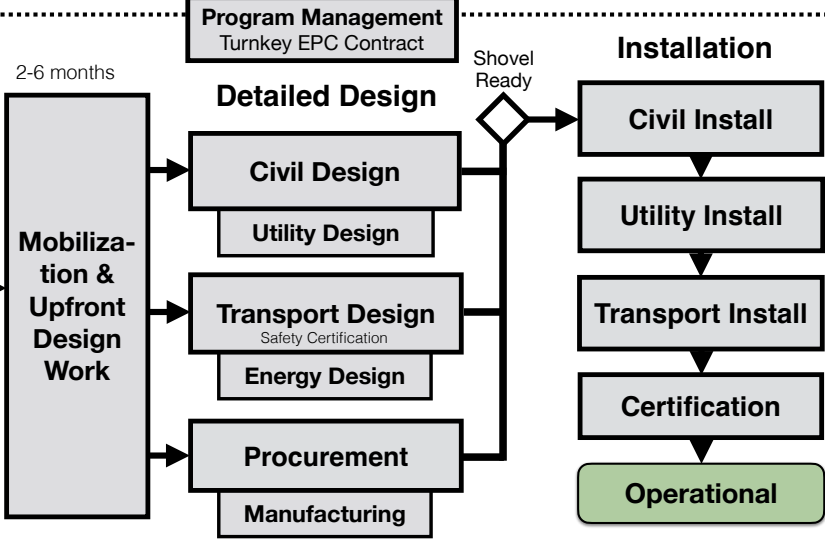 Program Management
Turnkey EPC Contract
2-6 months
Mobiliza-
tion &
Upfront
Design
Work
Detailed Design
Civil Design
Utility Design
Transport Design
Safety Certification
Energy Design
Procurement
Manufacturing
Shovel
Ready
Installation
Civil Install
Utility Install
Transport Install
Certification
Operational